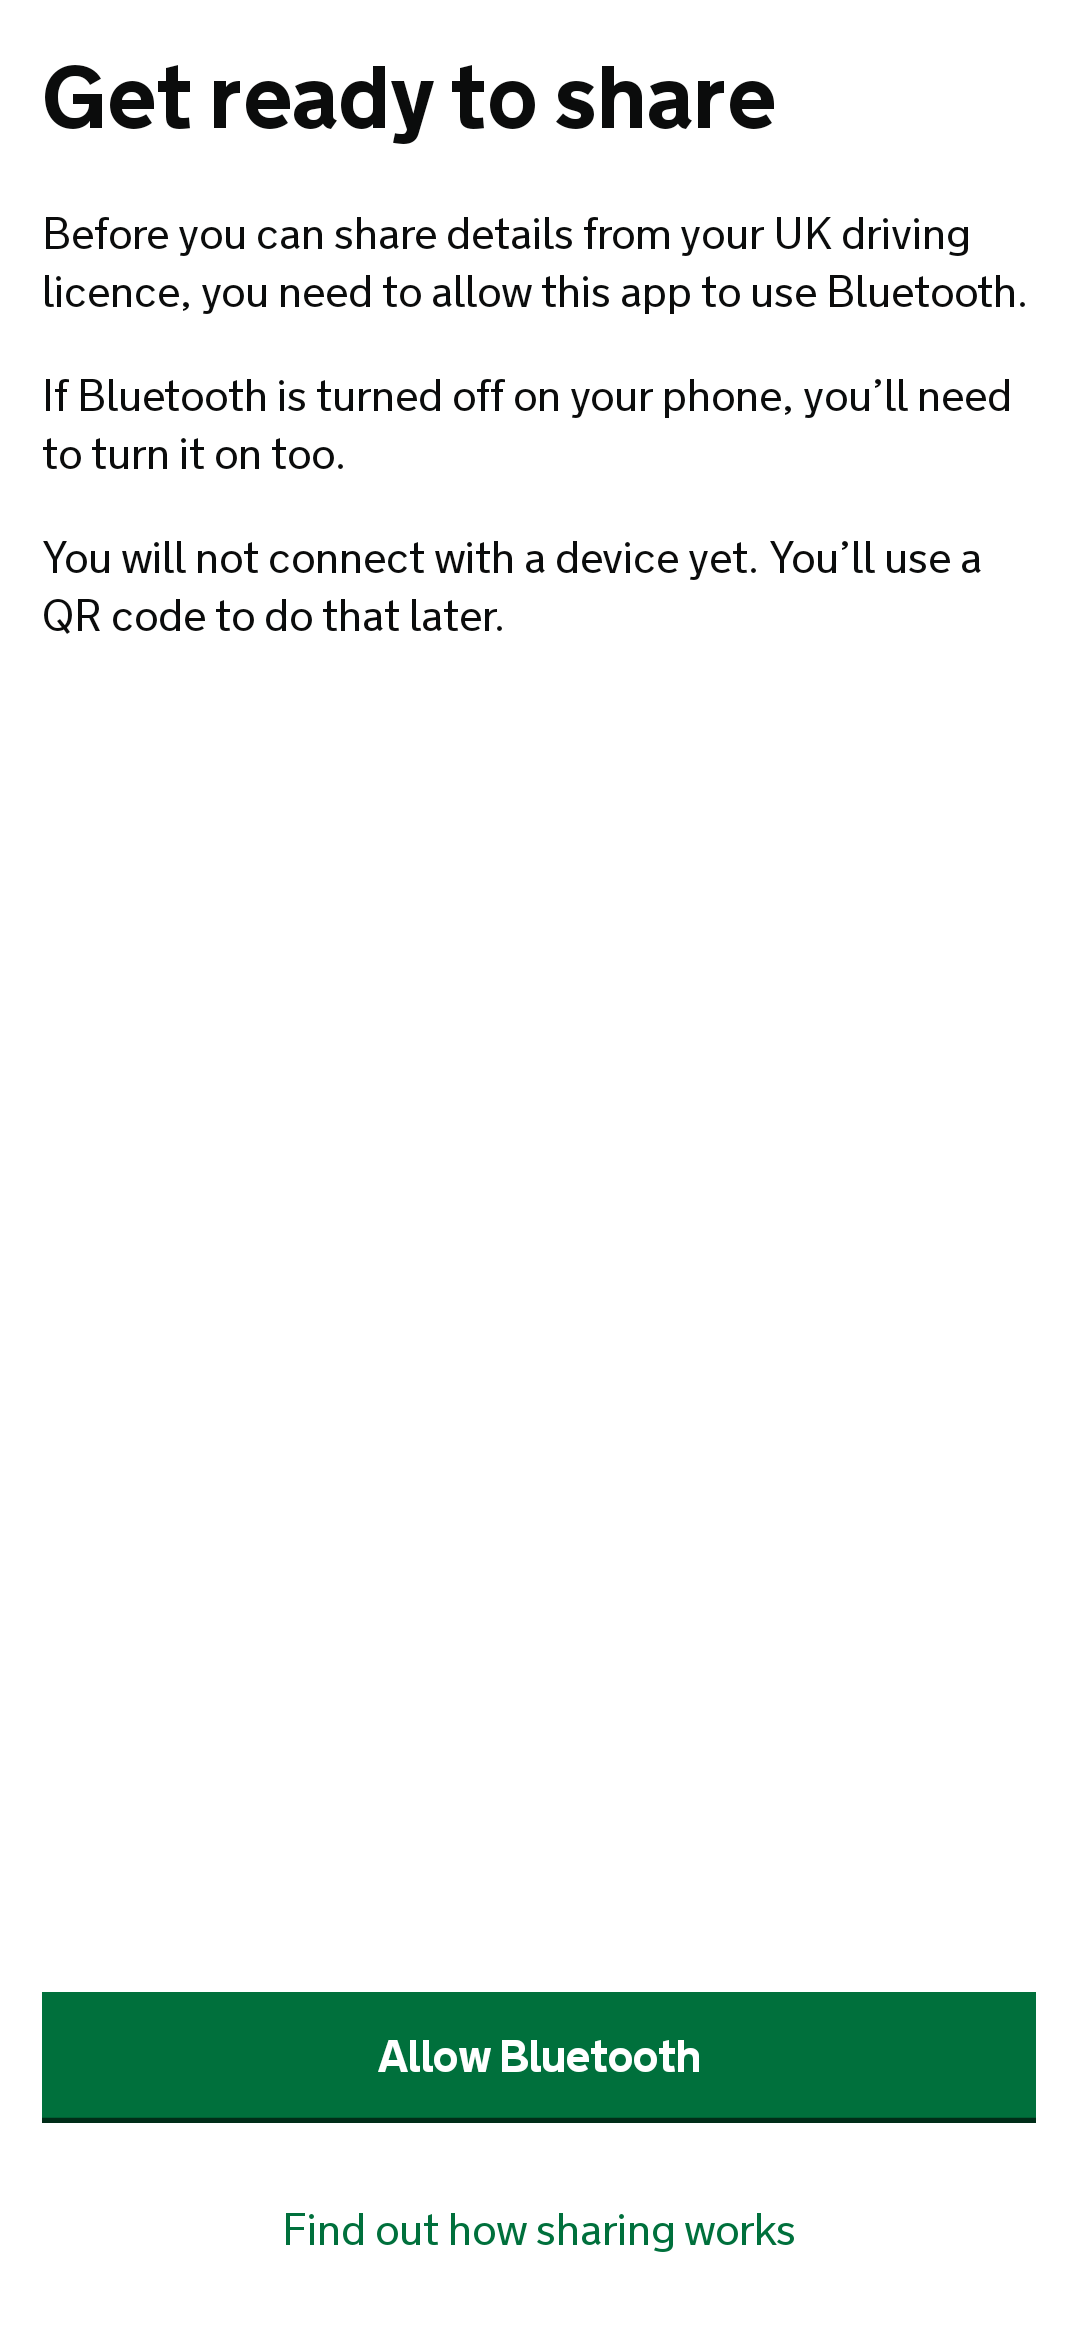 Get ready to share
Before you can share details from your UK driving
licence, you need to allow this app to use Bluetooth.
If Bluetooth is turned off on your phone, you’ll need
to turn it on too.
You will not connect with a device yet. You’ll use a
QR code to do that later.
Allow Bluetooth
Find out how sharing works